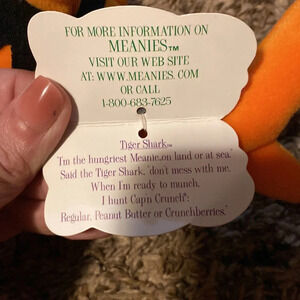 FOR MORE INFORMATION ON
MEANIES™
VISIT OUR WEB SITE
AT: WWW.MEANIES.COM
OR CALL
1-800-683-7625
Tiger Shark™
"I'm the hungriest Meanie on land or at sea,"
Said the Tiger Shark, "don't mess with me.
When I'm ready to munch,
I hunt Cap'n Crunch®:
Regular, Peanut Butter or Crunchberries."